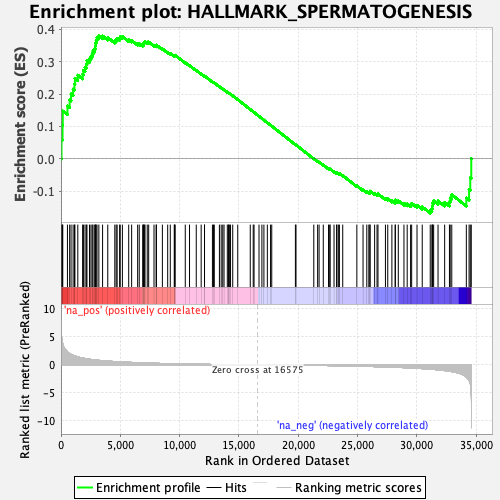 Enrichment plot: HALLMARK_SPERMATOGENESIS
Enrichment score (ES)
0.4
0.3
0.2
0.1
0.0
-0.1
'na_pos' (positively correlated)
Ranked list metric (PreRanked)
10
5
0
-5
-10
Zero cross at 16575
'na_neg' (negatively correlated)
0 5,000 10,000 15,000 20,000 25,000 30,000 35,000
Rank in Ordered Dataset
Enrichment profile Hits Ranking metric scores